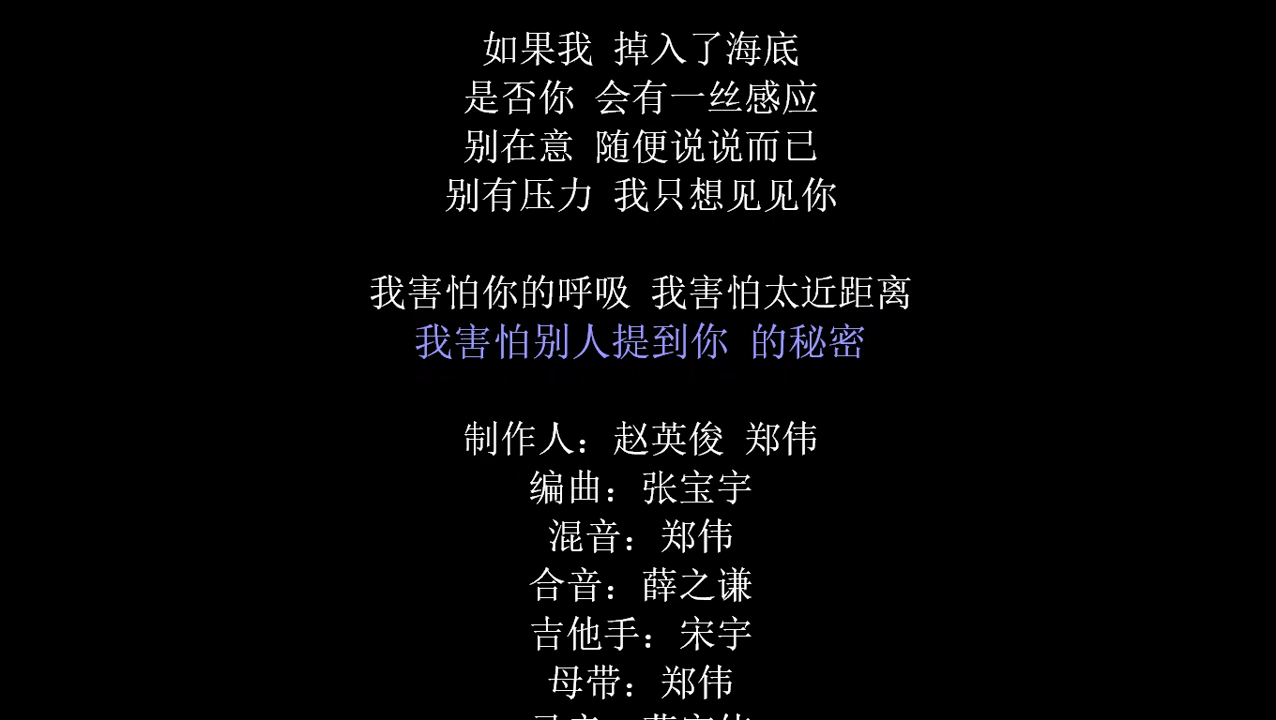 如果我 掉入了海底
是否你 会有一丝感应
别在意 随便说说而已
别有压力 我只想见见你
我害怕你的呼吸 我害怕太近距离
我害怕别人提到你 的秘密
制作人：赵英俊 郑伟
编曲：张宝宇
混音：郑伟
合音：薛之谦
吉他手：宋宇
母带：郑伟